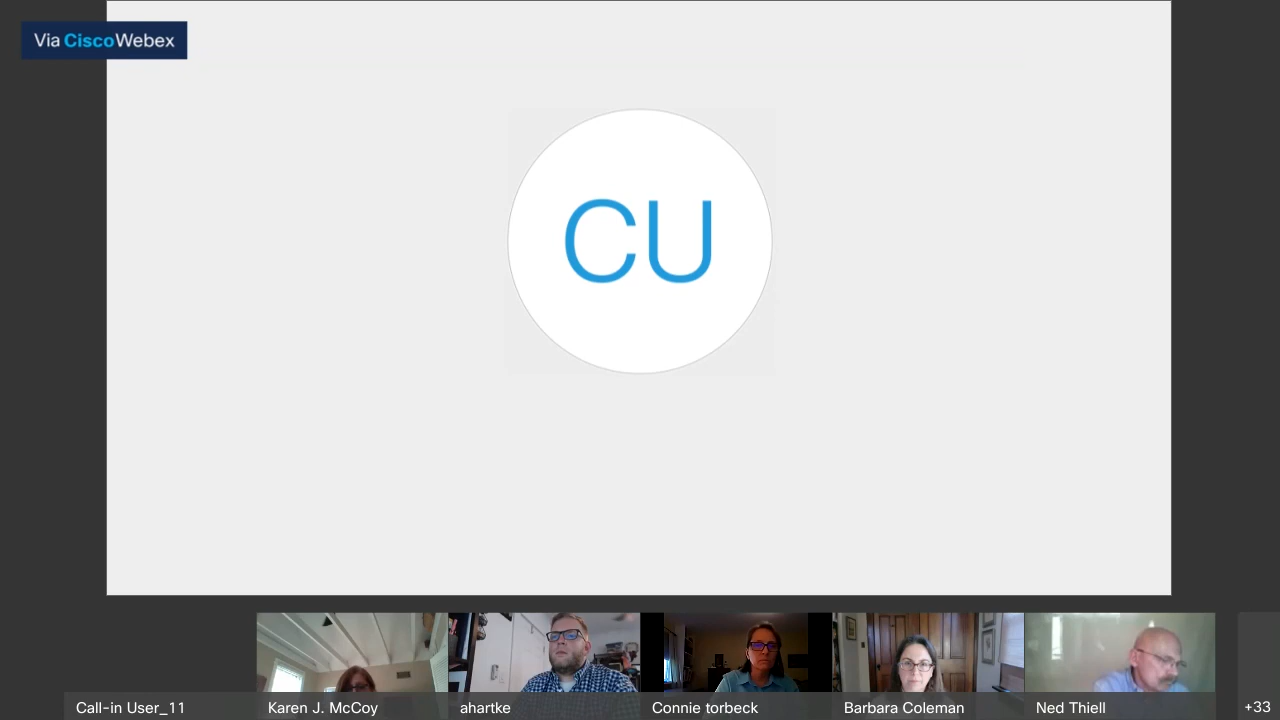 Via CiscoWebex
CU
Call-in User_11
Karen J. McCoy
ahartke
Connie torbeck
Barbara Coleman
Ned Thiell
+33